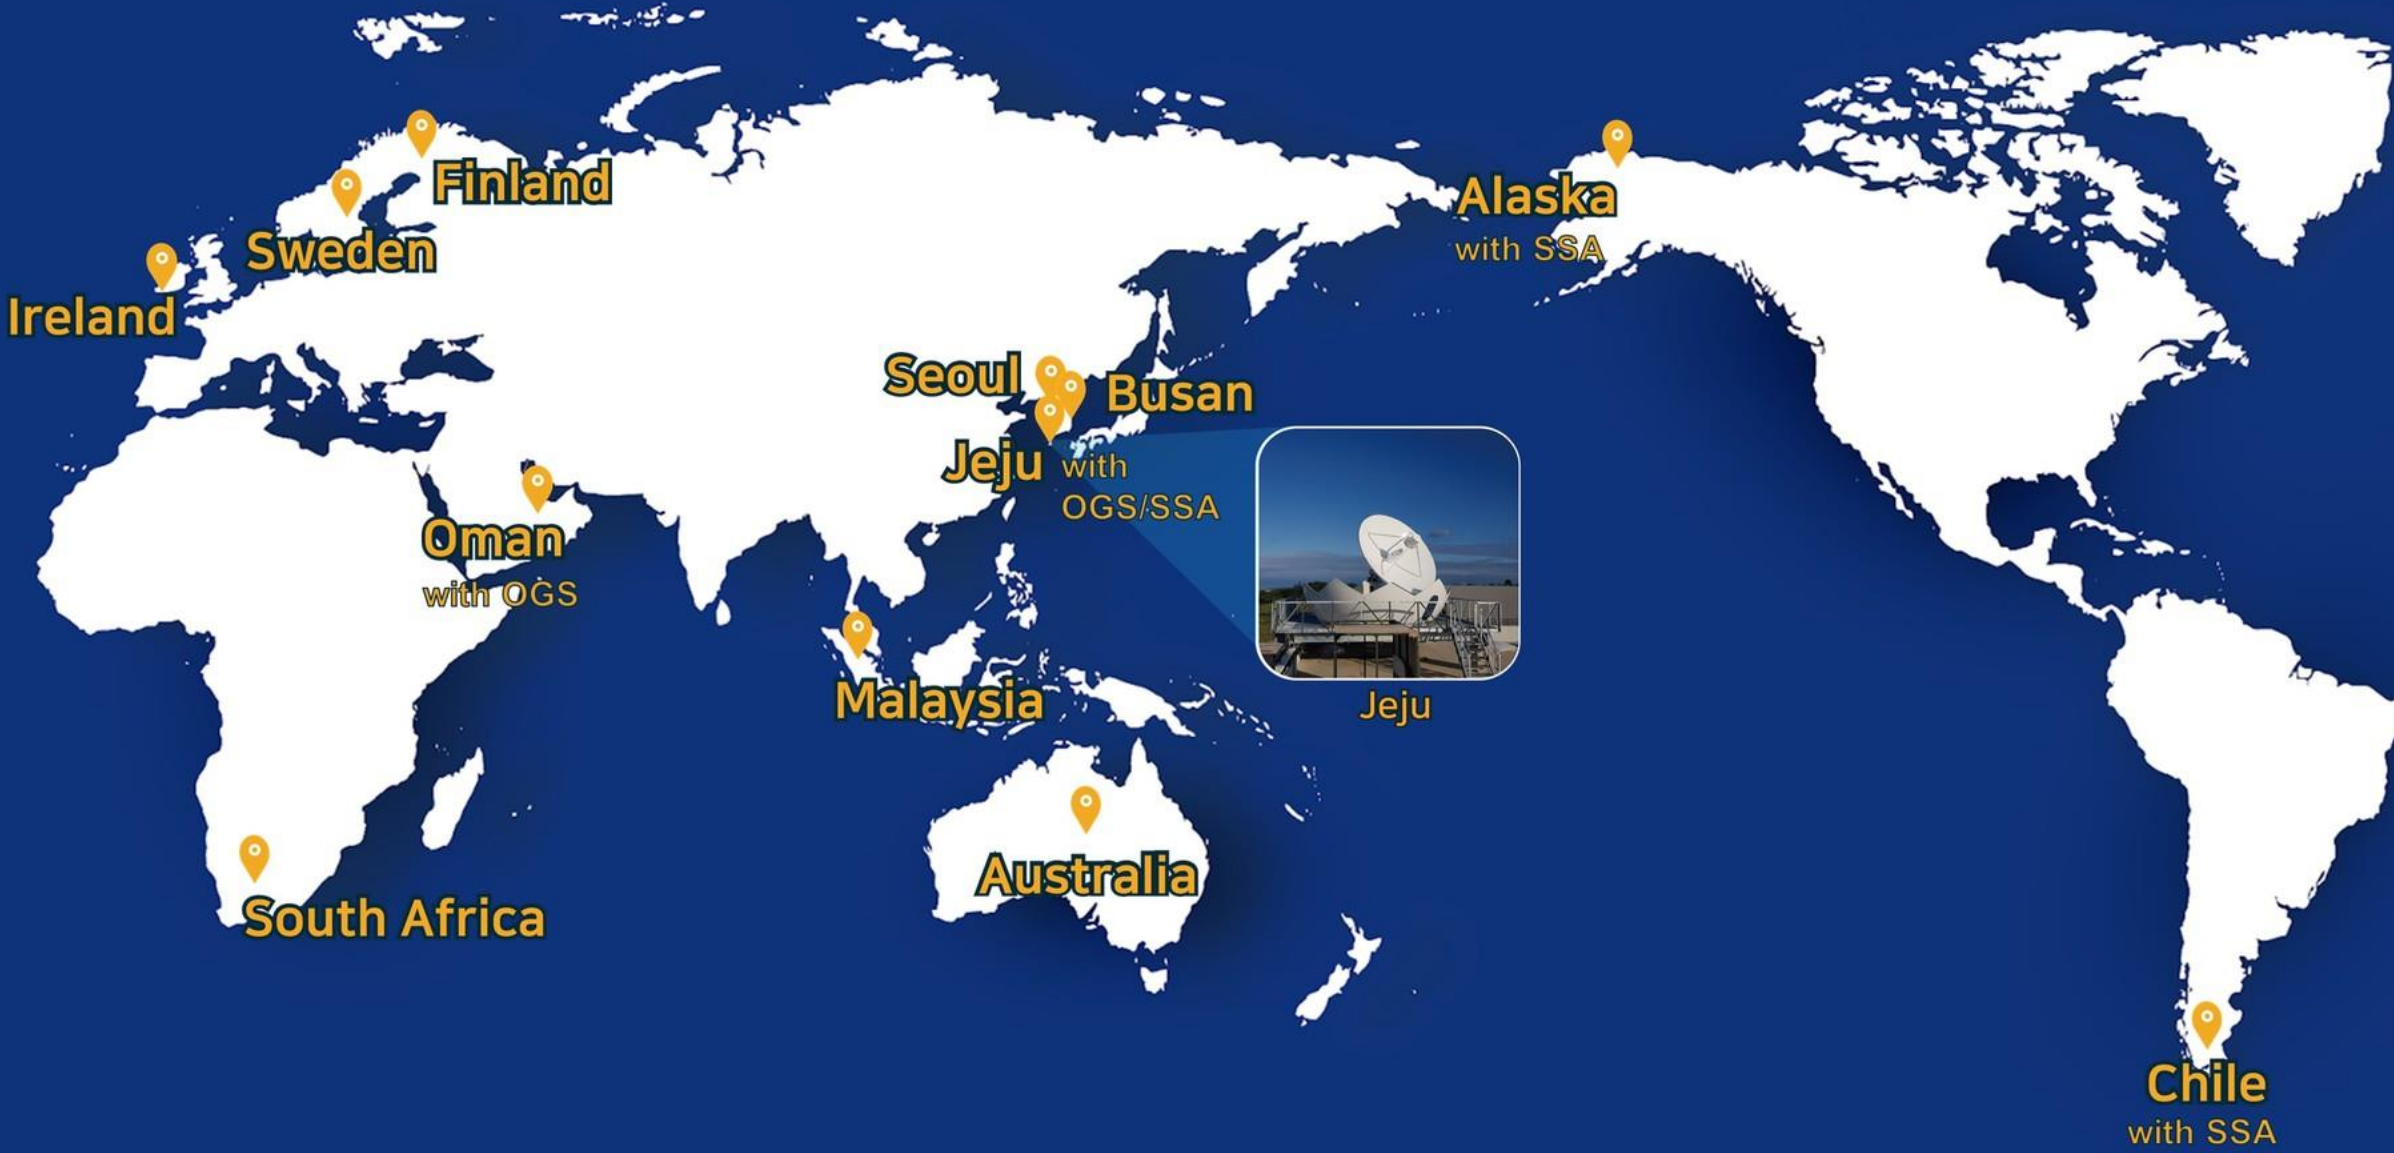 Finland
Alaska
with SSA
Sweden
Ireland
Seoul
Busan
Jeju with
OGS/SSA
Oman
with OGS
Malaysia
Jeju
Australia
South Africa
Chile
with SSA